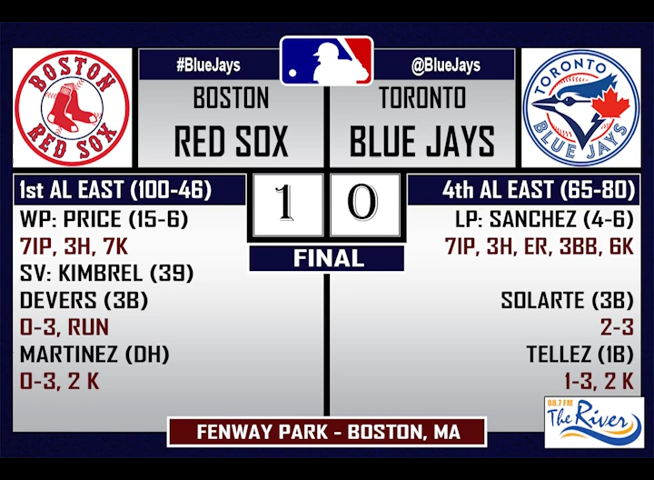 #BlueJays
@BlueJays
BOSTON
RED SOX
BOSTON
RED SOX
TORONTO
BLUE JAYS
TORONTO
BLUE JAYS
1st AL EAST (100-46)
1
0
4th AL EAST (65-80)
FINAL
WP: PRICE (15-6)
7IP, 3H, 7K
SV: KIMBREL (39)
DEVERS (3B)
0-3, RUN
MARTINEZ (DH)
0-3, 2 K
LP: SANCHEZ (4-6)
7IP, 3H, ER, 3BB, 6K
SOLARTE (3B)
2-3
TELLEZ (1B)
1-3, 2 K
88.7 FM
The River
FENWAY PARK - BOSTON, MA